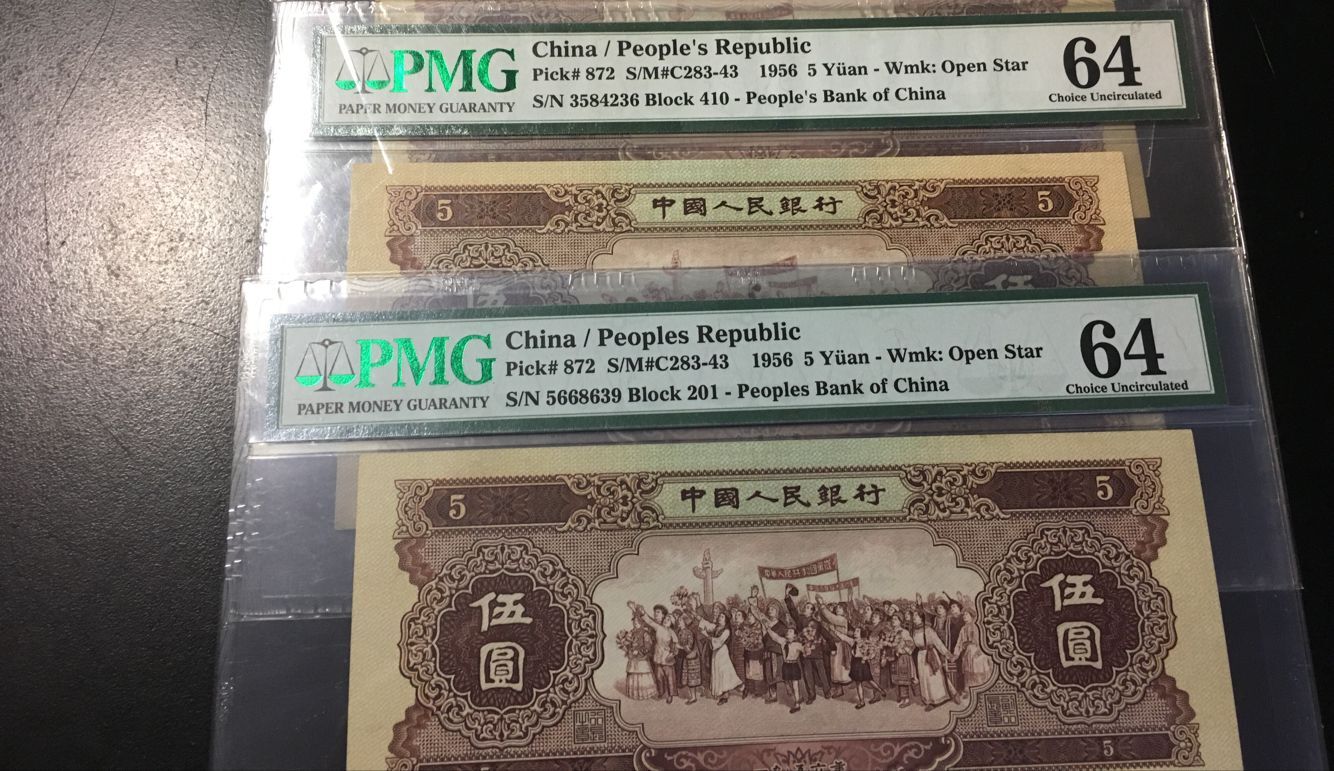 PMG
PAPER MONEY GUARANTY
China / People's Republic
Pick# 872 S/M#C283-43 1956 5 Yüan - Wmk: Open Star
S/N 3584236 Block 410 - People's Bank of China
64
Choice Uncirculated
5
中國人民銀行
5
PMG
PAPER MONEY GUARANTY
China / Peoples Republic
Pick# 872 S/M#C283-43 1956 5 Yüan - Wmk: Open Star
S/N 5668639 Block 201 - Peoples Bank of China
64
Choice Uncirculated
5
中國人民銀行
5
伍圓
伍圓
5
5